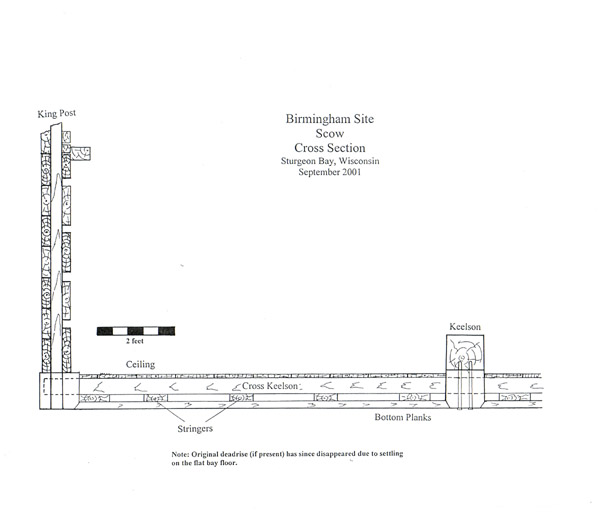 King Post
Birmingham Site
Scow
Cross Section
Sturgeon Bay, Wisconsin
September 2001
Keelson
2 feet
Ceiling
Cross Keelson
Stringers
Bottom Planks
Note: Original deadrise (if present) has since disappeared due to settling
on the flat bay floor.